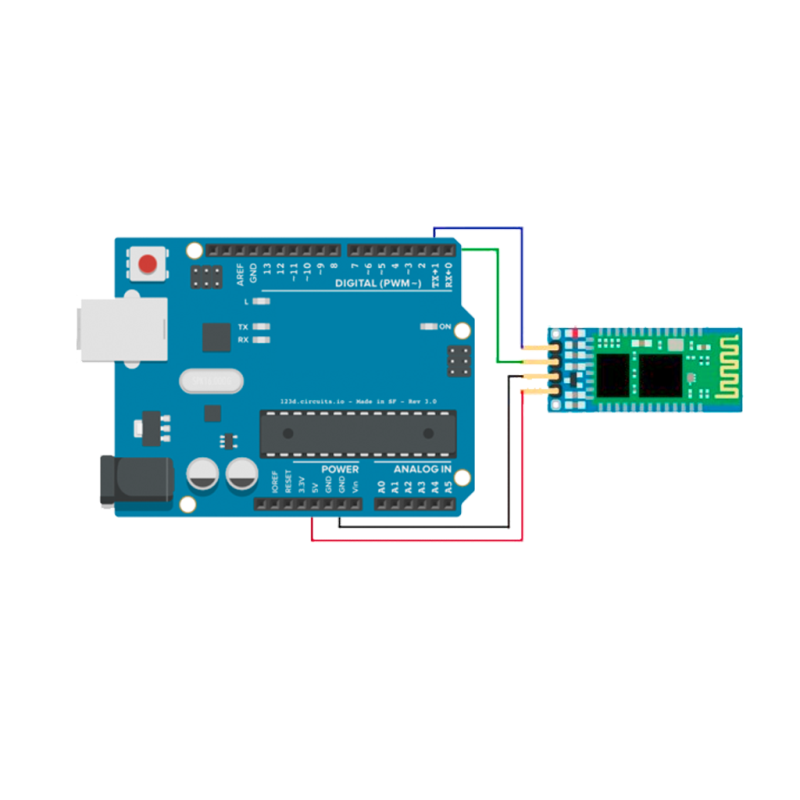 AREF
GND
13
12
~11
~10
~9
8
7
~6
~5
4
~3
2
TX→1
RX←0
DIGITAL (PWM~)
L
TX
RX
ON
123d.circuits.io - Made in SF - Rev 2.0
POWER
ANALOG IN
IOREF
RESET
3.3V
5V
GND
GND
Vin
A0
A1
A2
A3
A4
A5